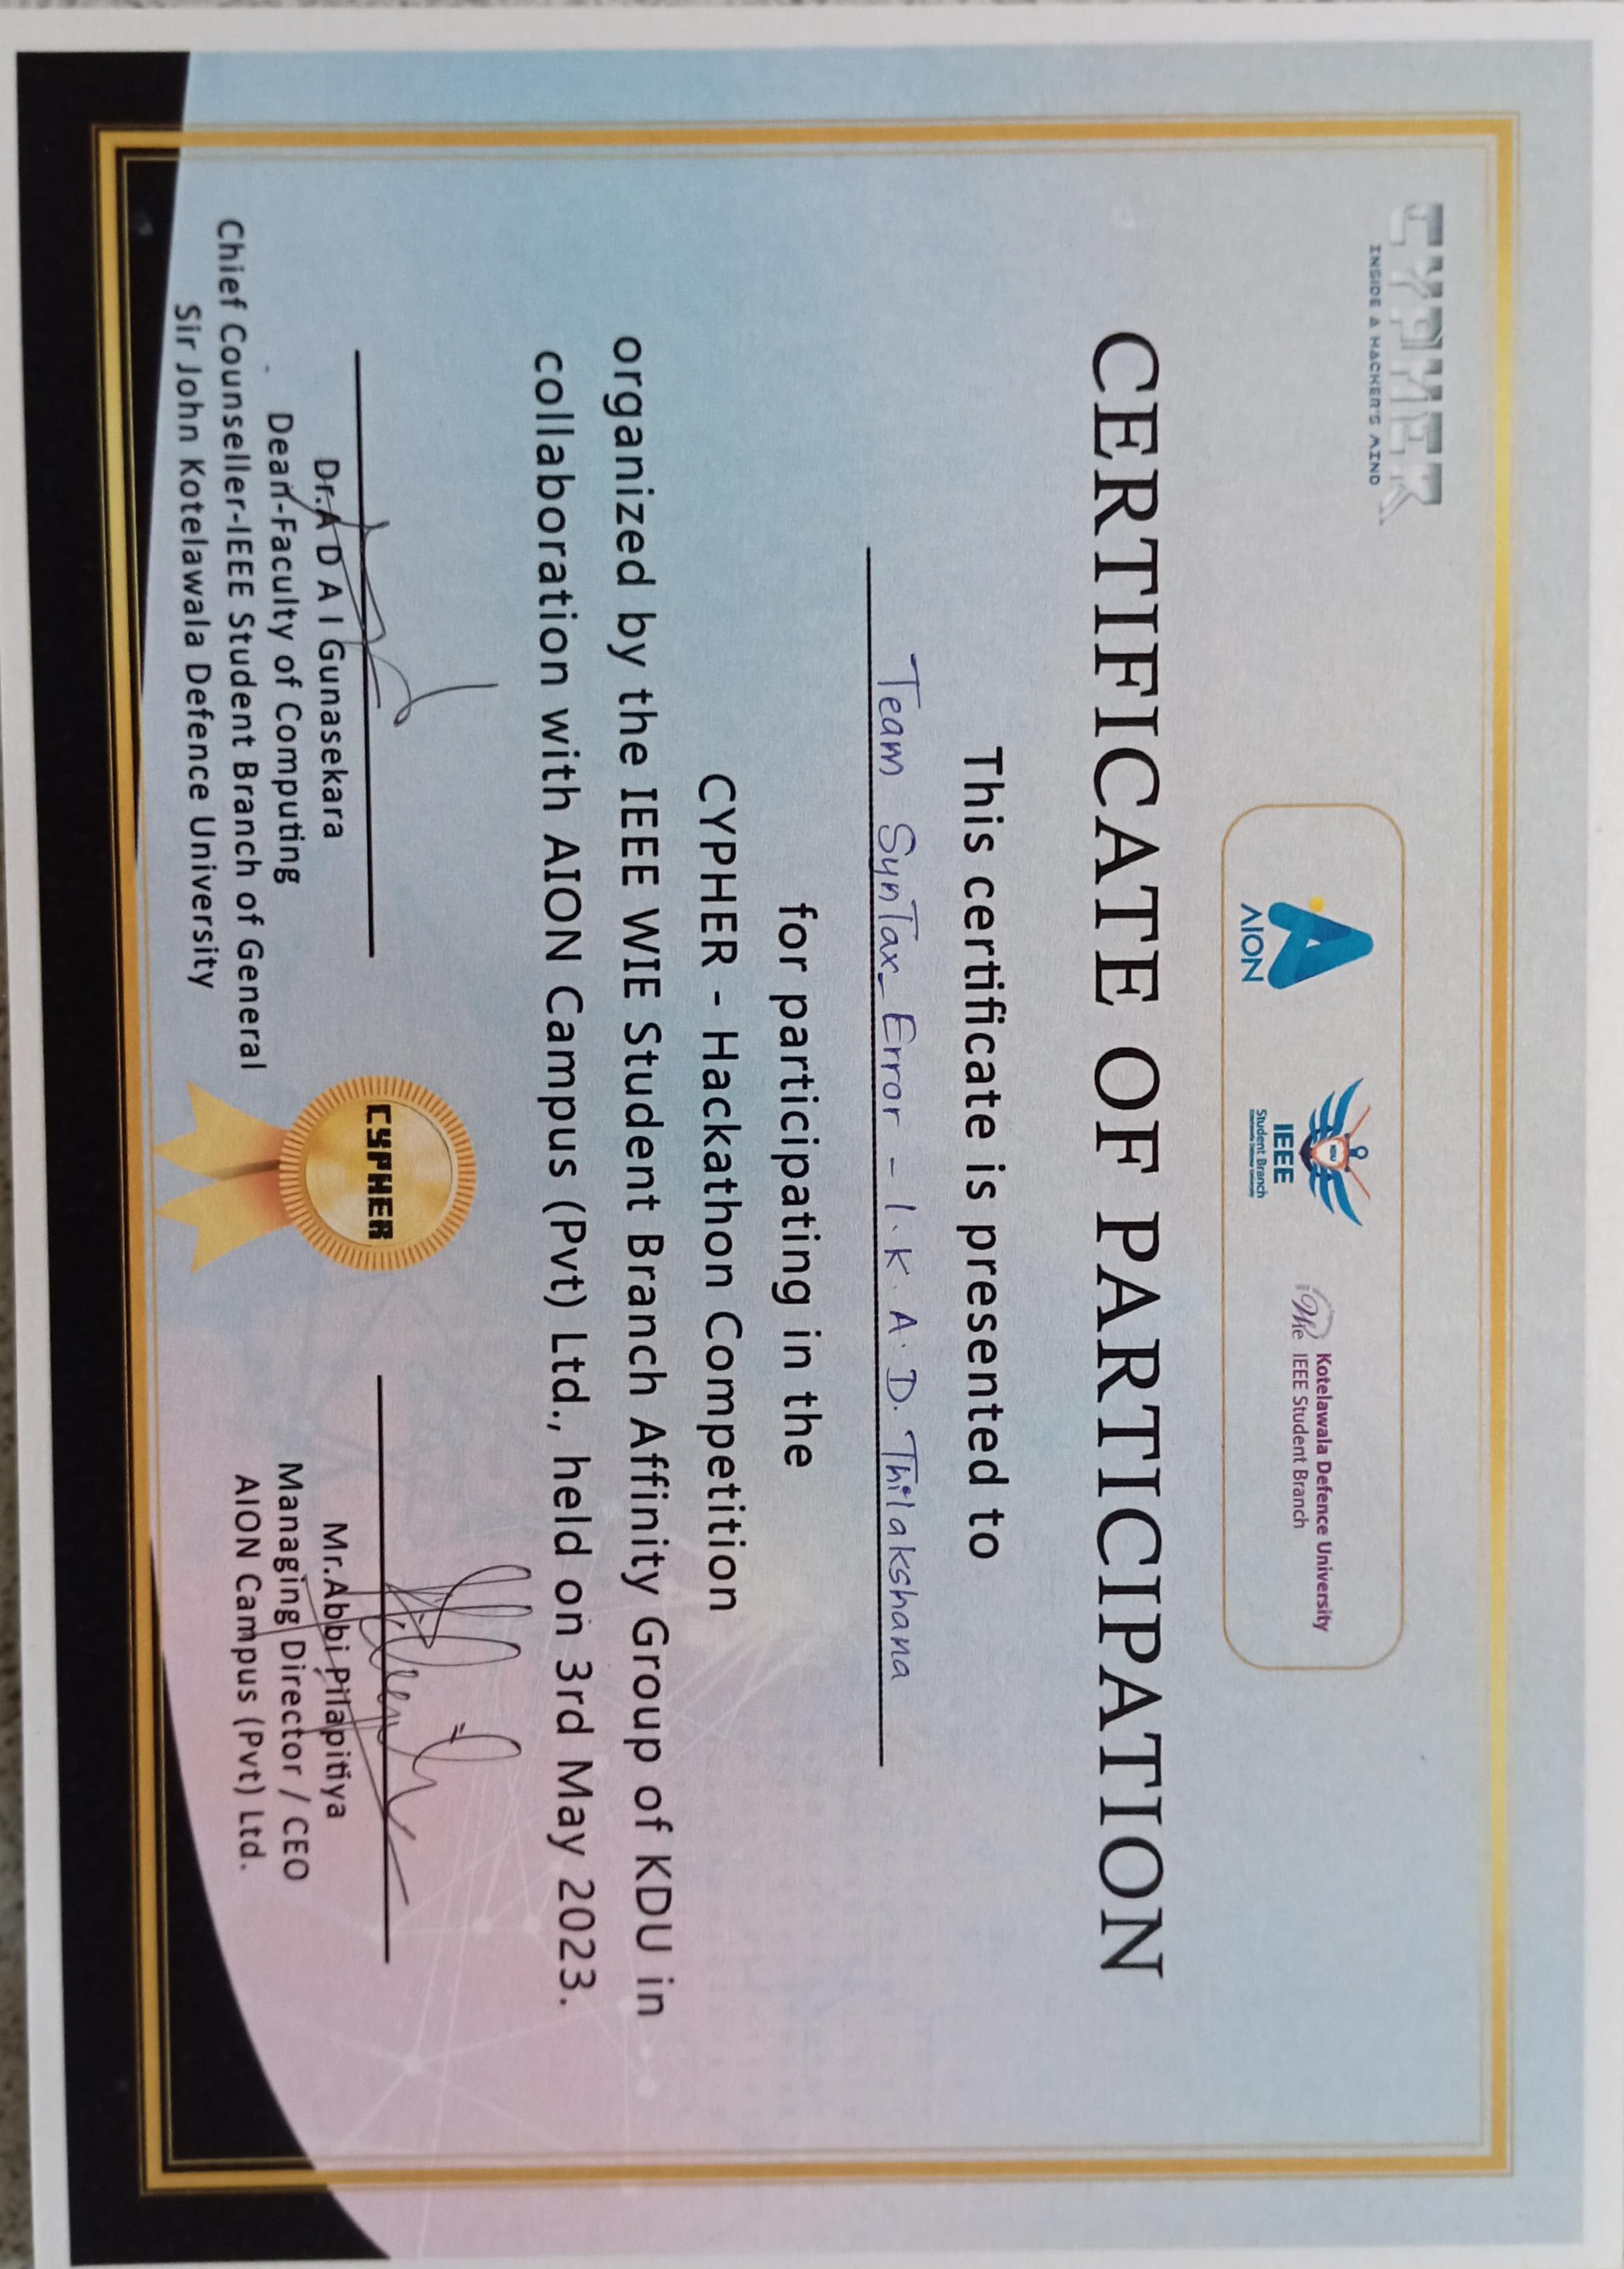 CYPHER
INSIDE A HACKER'S MIND
AION
KDU
IEEE
Student Branch
Kotelawala Defence University
WIE
Kotelawala Defence University
IEEE Student Branch
CERTIFICATE OF PARTICIPATION
This certificate is presented to
Team SynTax_Error - I. K. A. D. Thilakshana
for participating in the
CYPHER - Hackathon Competition
organized by the IEEE WIE Student Branch Affinity Group of KDU in
collaboration with AION Campus (Pvt) Ltd., held on 3rd May 2023.
CYPHER
Dr.A D A I Gunasekara
Dean-Faculty of Computing
Chief Counseller-IEEE Student Branch of General
Sir John Kotelawala Defence University
Mr.Abbi Pilapitiya
Managing Director / CEO
AION Campus (Pvt) Ltd.